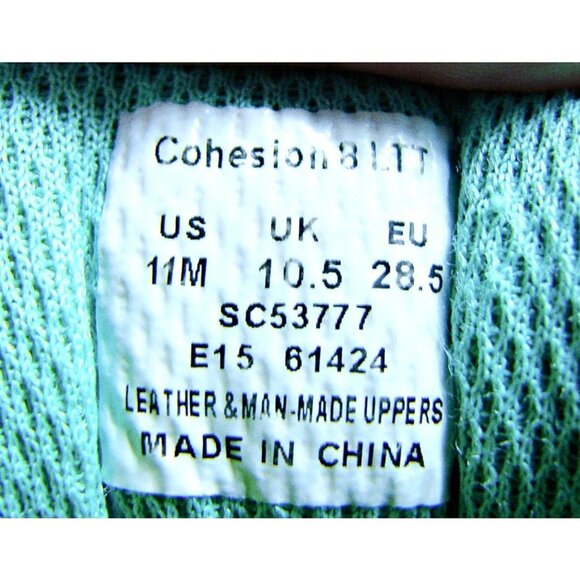 Cohesion 8 LTT
US UK EU
11M 10.5 28.5
SC53777
E15 61424
LEATHER & MAN-MADE UPPERS
MADE IN CHINA